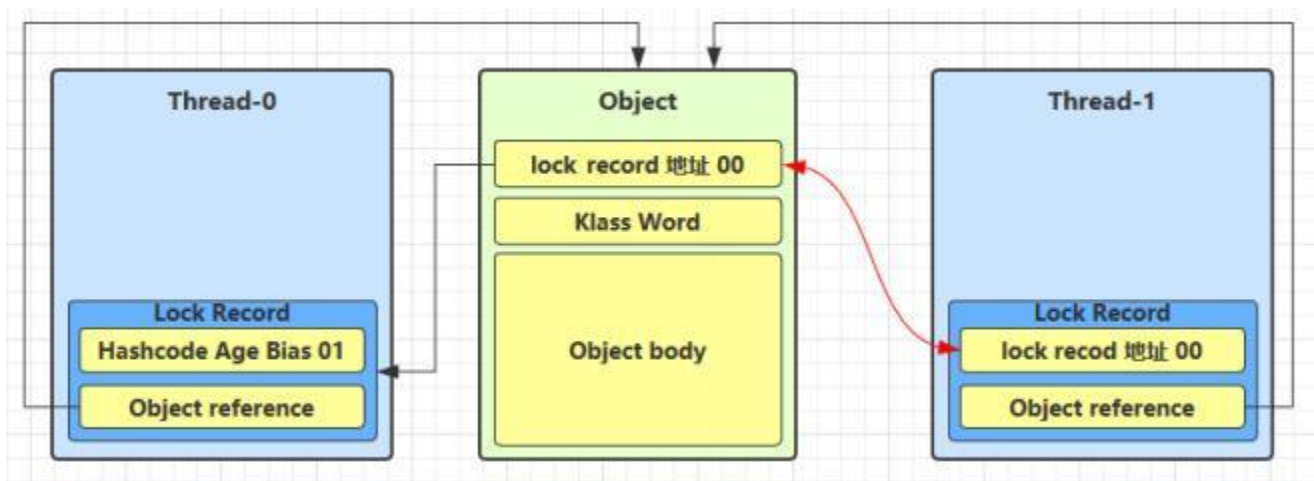 Thread-0
Lock Record
Hashcode Age Bias 01
Object reference
Object
lock record 地址 00
Klass Word
Object body
Thread-1
Lock Record
lock recod 地址 00
Object reference